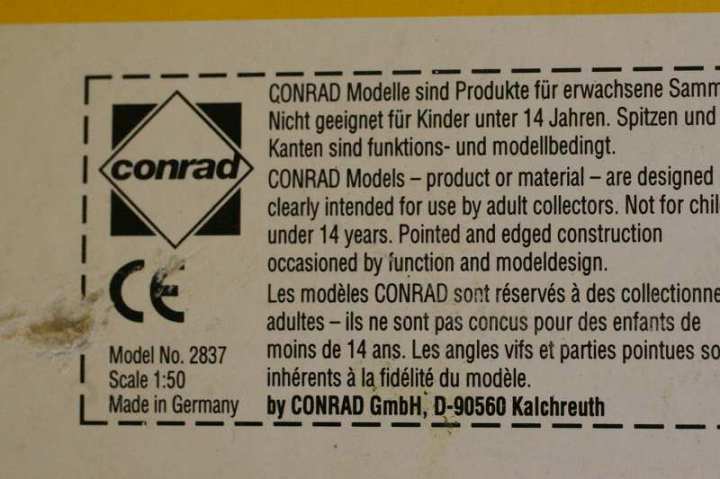 conrad
CE
Model No. 2837
Scale 1:50
Made in Germany
CONRAD Modelle sind Produkte für erwachsene Samm
Nicht geeignet für Kinder unter 14 Jahren. Spitzen und
Kanten sind funktions- und modellbedingt.
CONRAD Models – product or material – are designed
clearly intended for use by adult collectors. Not for chil
under 14 years. Pointed and edged construction
occasioned by function and modeldesign.
Les modèles CONRAD sont réservés à des collectionne
adultes – ils ne sont pas concus pour des enfants de
moins de 14 ans. Les angles vifs et parties pointues so
inhérents à la fidélité du modèle.
by CONRAD GmbH, D-90560 Kalchreuth